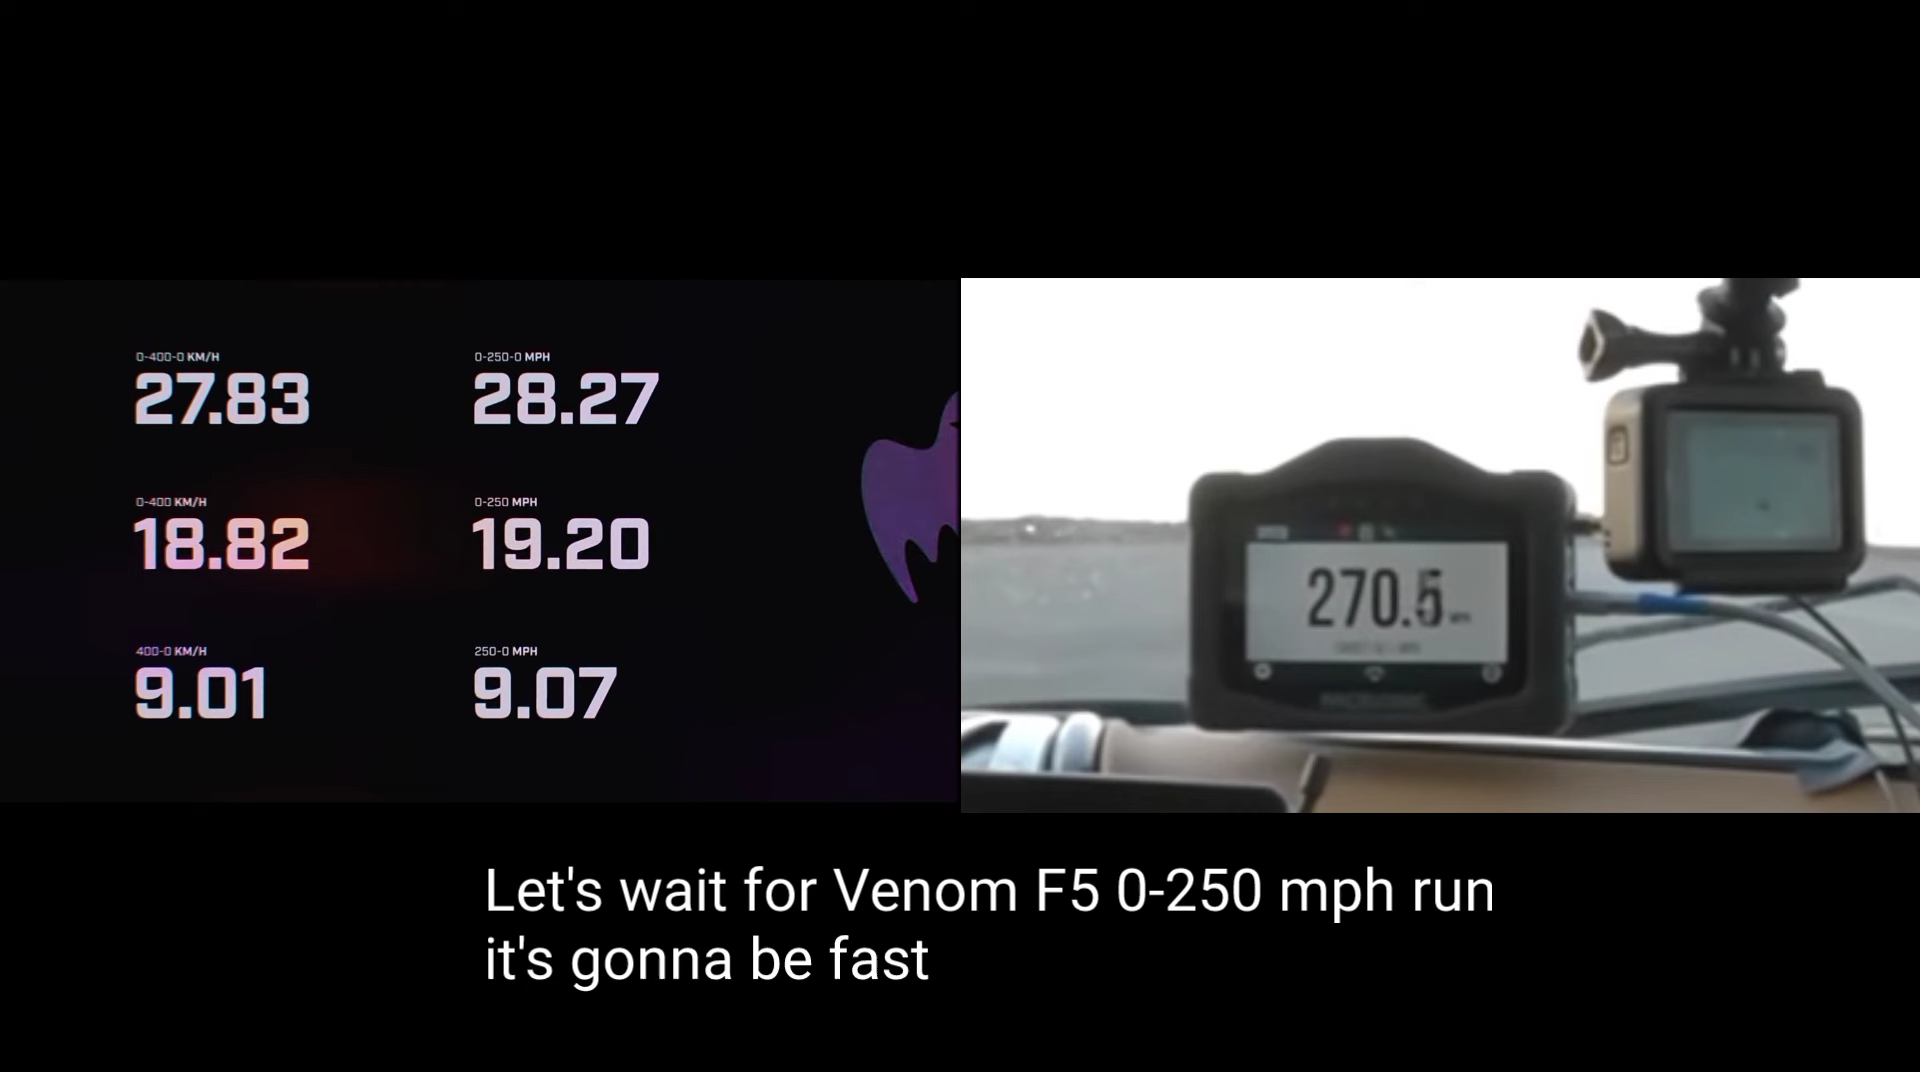 0-400-0 KM/H
27.83
0-250-0 MPH
28.27
0-400 KM/H
18.82
0-250 MPH
19.20
400-0 KM/H
9.01
250-0 MPH
9.07
270.5
Let's wait for Venom F5 0-250 mph run
it's gonna be fast